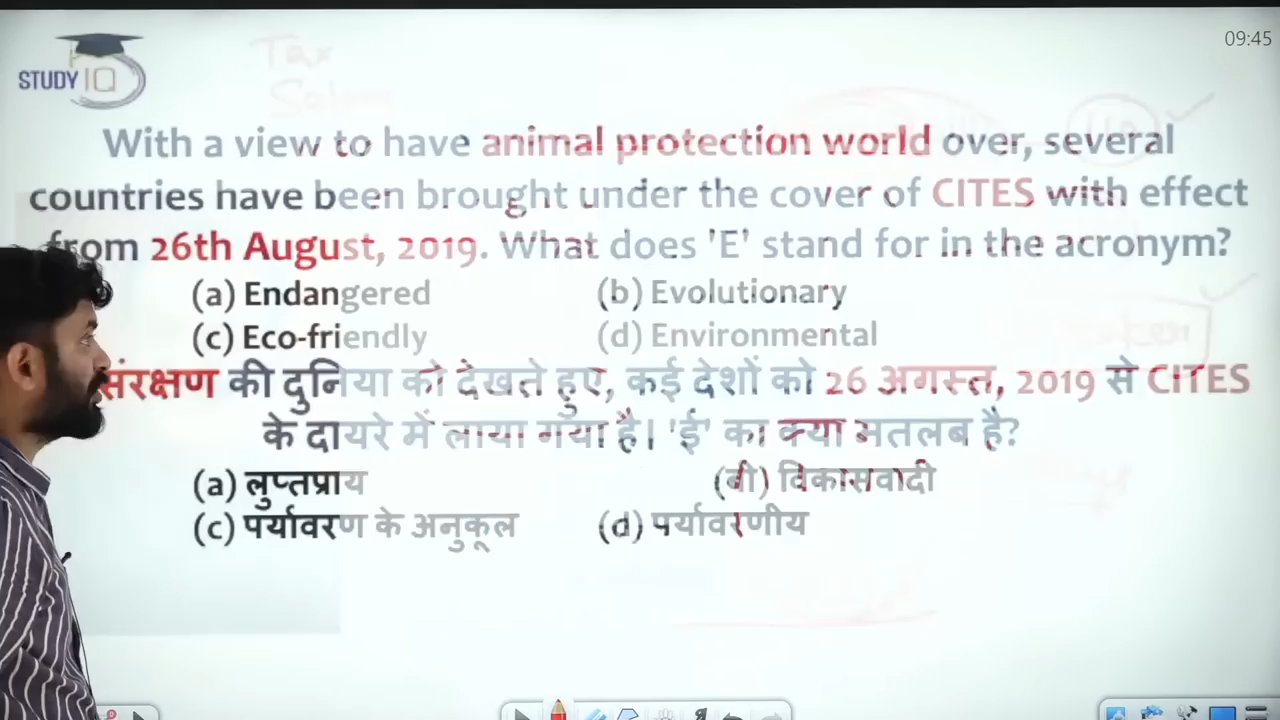 STUDY IQ
09:45
Tax
With a view to have animal protection world over, several
countries have been brought under the cover of CITES with effect
from 26th August, 2019. What does 'E' stand for in the acronym?
(a) Endangered (b) Evolutionary
(c) Eco-friendly (d) Environmental
संरक्षण की दुनिया को देखते हुए, कई देशों को 26 अगस्त, 2019 से CITES
के दायरे में लाया गया है। 'ई' का क्या मतलब है?
(a) लुप्तप्राय (बी) विकासवादी
(c) पर्यावरण के अनुकूल (d) पर्यावरणीय